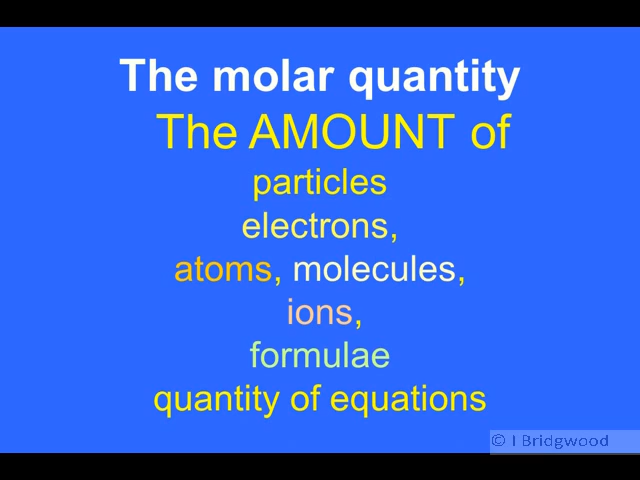 The molar quantity
The AMOUNT of
particles
electrons,
atoms, molecules,
ions,
formulae
quantity of equations
© I Bridgwood